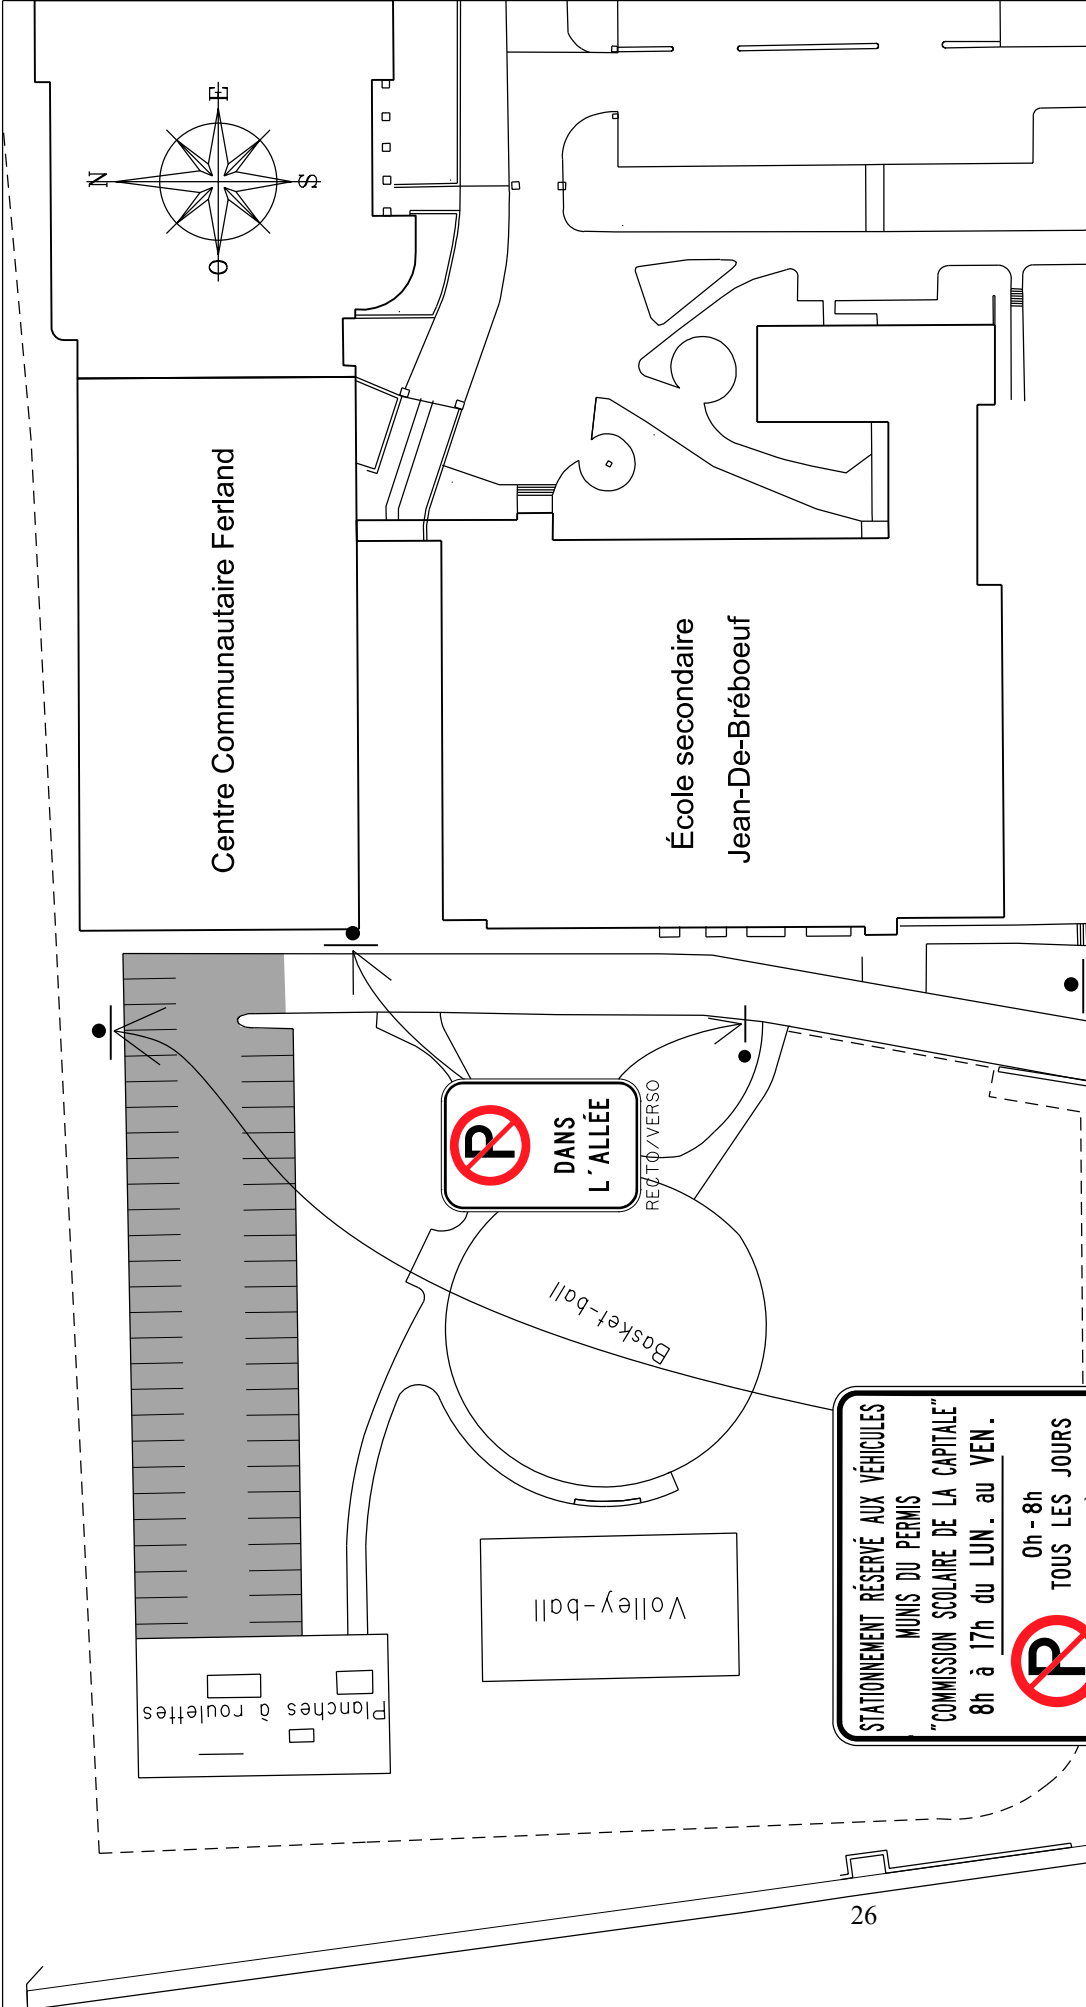 E
N
S
O
Centre Communautaire Ferland
École secondaire
Jean-De-Bréboeuf
P
DANS
L'ALLÉE
RECTO/VERSO
Basket-ball
Volley-ball
Planches à roulettes
STATIONNEMENT RÉSERVÉ AUX VÉHICULES
MUNIS DU PERMIS
"COMMISSION SCOLAIRE DE LA CAPITALE"
8h à 17h du LUN. au VEN.
P
0h-8h
TOUS LES JOURS
26